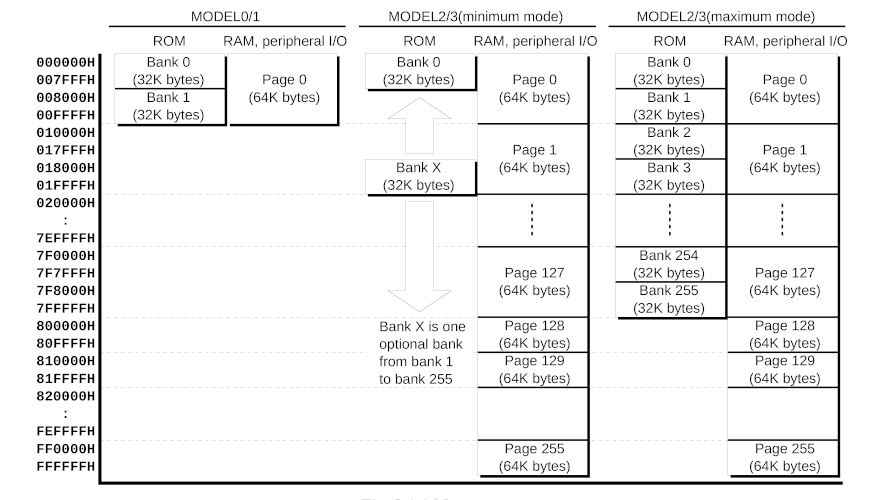 MODEL0/1 MODEL2/3(minimum mode) MODEL2/3(maximum mode)
ROM RAM, peripheral I/O ROM RAM, peripheral I/O ROM RAM, peripheral I/O
000000H Bank 0 Bank 0 Bank 0
007FFFH (32K bytes) Page 0 (32K bytes) Page 0 (32K bytes) Page 0
008000H Bank 1 (64K bytes) (64K bytes) Bank 1 (64K bytes)
00FFFFH (32K bytes) (32K bytes)
010000H Bank 2
017FFFH Page 1 (32K bytes) Page 1
018000H Bank X (64K bytes) Bank 3 (64K bytes)
01FFFFH (32K bytes) (32K bytes)
020000H
:
7EFFFFH
7F0000H Bank 254
7F7FFFH Page 127 (32K bytes) Page 127
7F8000H (64K bytes) Bank 255 (64K bytes)
7FFFFFH (32K bytes)
800000H Bank X is one Page 128 Page 128
80FFFFH optional bank (64K bytes) (64K bytes)
810000H from bank 1 Page 129 Page 129
81FFFFH to bank 255 (64K bytes) (64K bytes)
820000H
:
FEFFFFH
FF0000H Page 255 Page 255
FFFFFFH (64K bytes) (64K bytes)